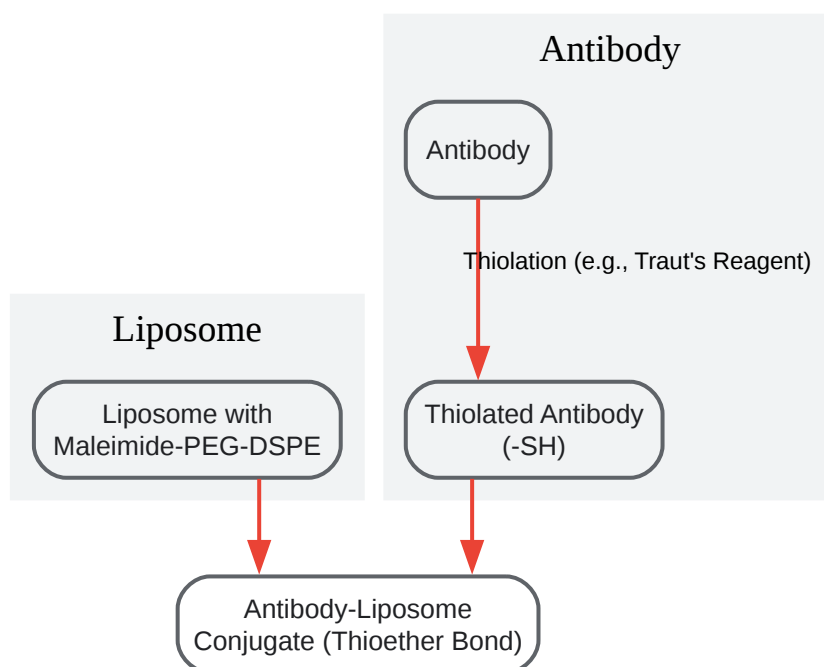 Antibody
Antibody
Thiolation (e.g., Traut's Reagent)
Liposome
Liposome with
Maleimide-PEG-DSPE
Thiolated Antibody
(-SH)
Antibody-Liposome
Conjugate (Thioether Bond)